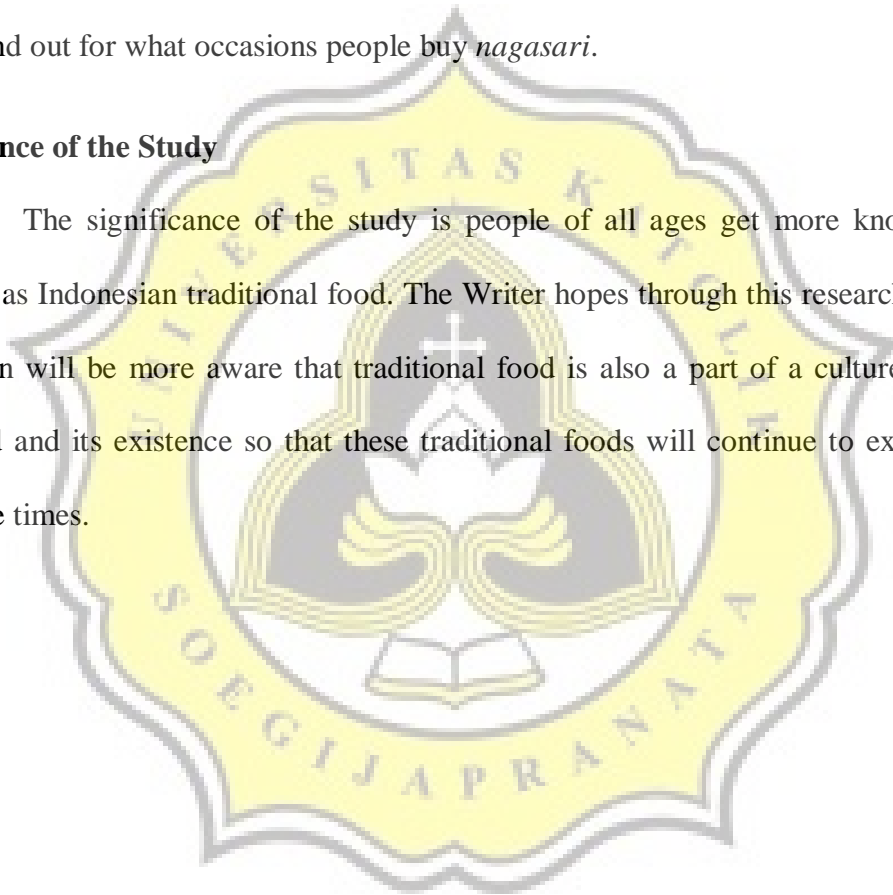 nd out for what occasions people buy nagasari.
nce of the Study
The significance of the study is people of all ages get more kno
as Indonesian traditional food. The Writer hopes through this research
n will be more aware that traditional food is also a part of a culture
and its existence so that these traditional foods will continue to ex
e times.
UNIVERSITAS KATOLIK
SOEGIJAPRANATA